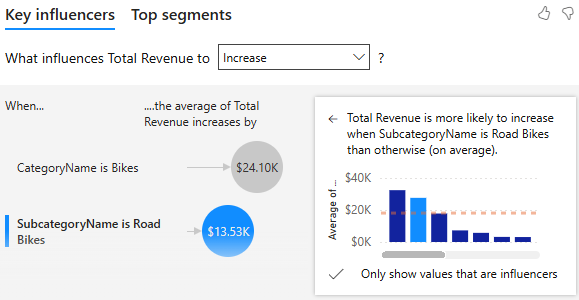 Key influencers Top segments
What influences Total Revenue to Increase ?
When...
....the average of Total
Revenue increases by
CategoryName is Bikes
$24.10K
SubcategoryName is Road
Bikes
$13.53K
Total Revenue is more likely to increase
when SubcategoryName is Road Bikes
than otherwise (on average).
Average of ...
$40K
$20K
$0K
Only show values that are influencers